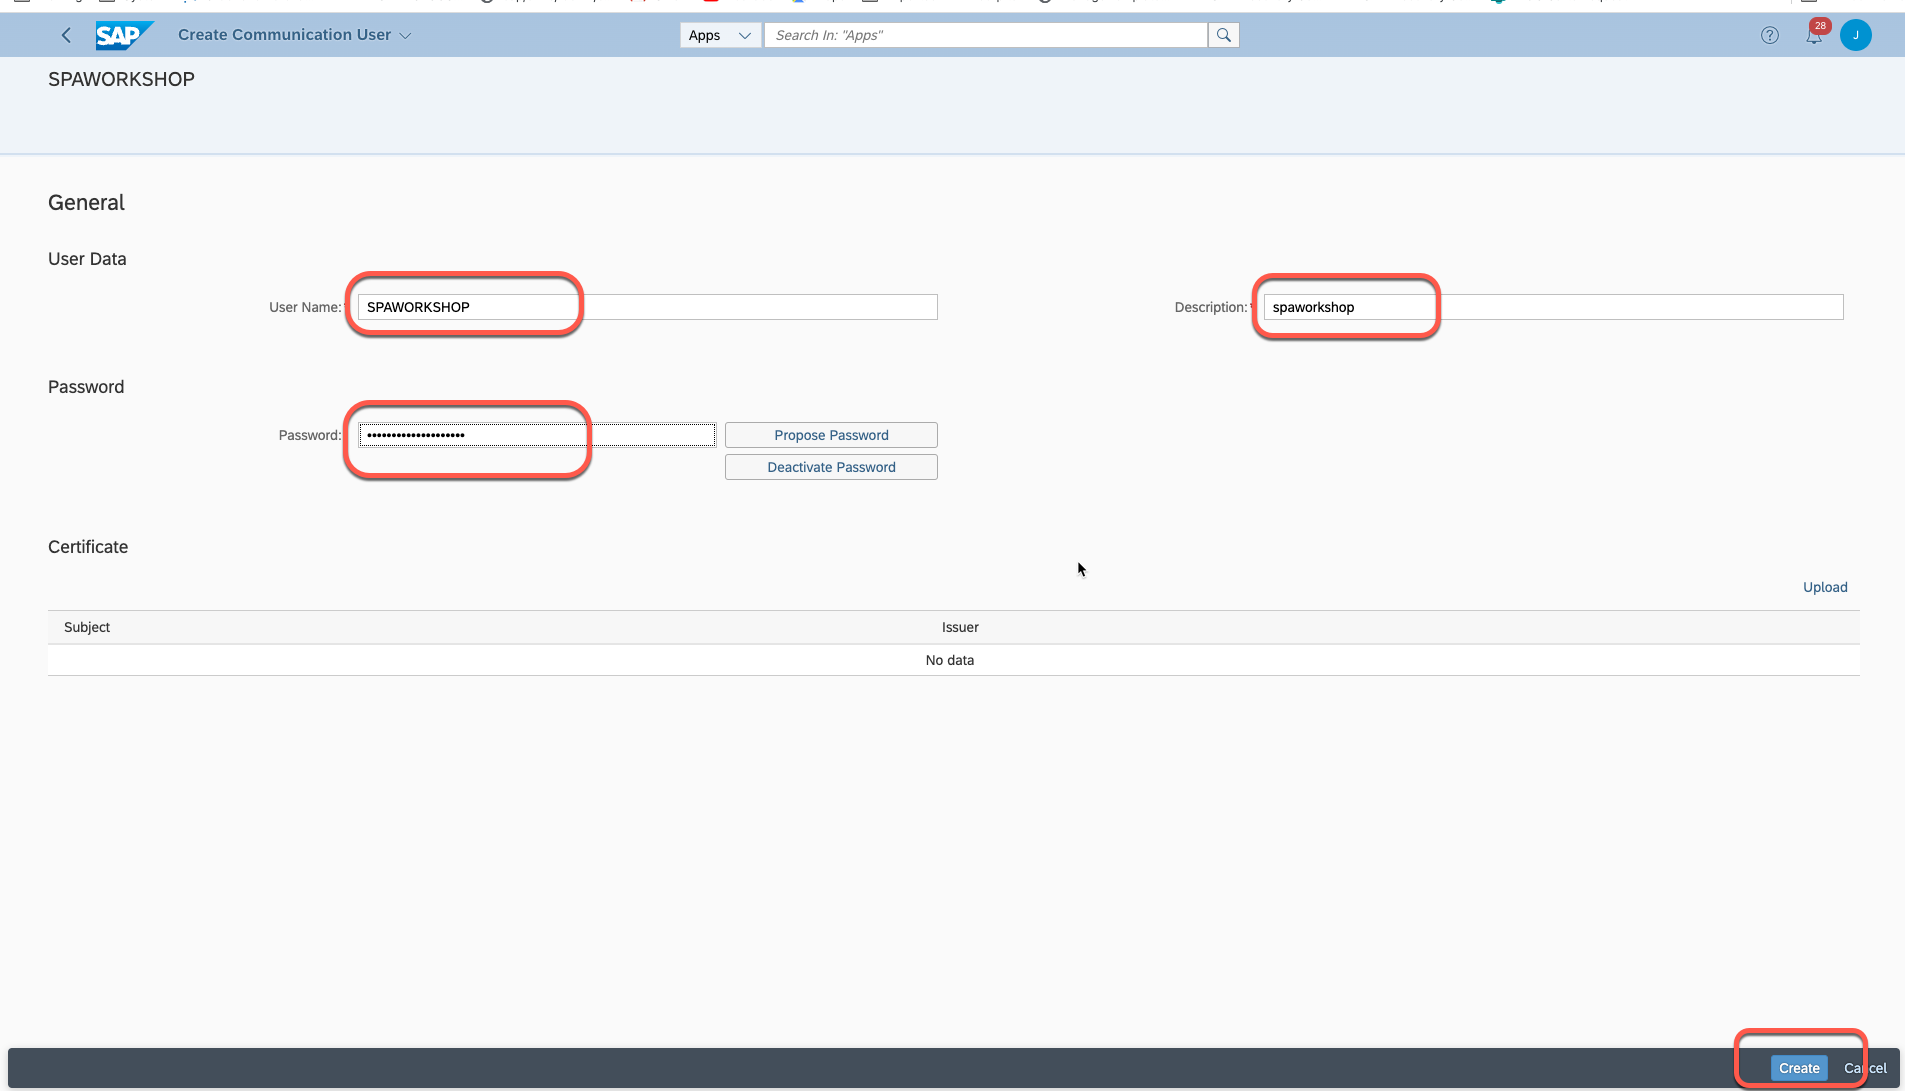 SAP Create Communication User Apps Search In: "Apps" 28 J
SPAWORKSHOP
General
User Data
User Name: SPAWORKSHOP Description: spaworkshop
Password
Password: •••••••••••••••••••• Propose Password
Deactivate Password
Certificate
Upload
Subject Issuer
No data
Create Cancel